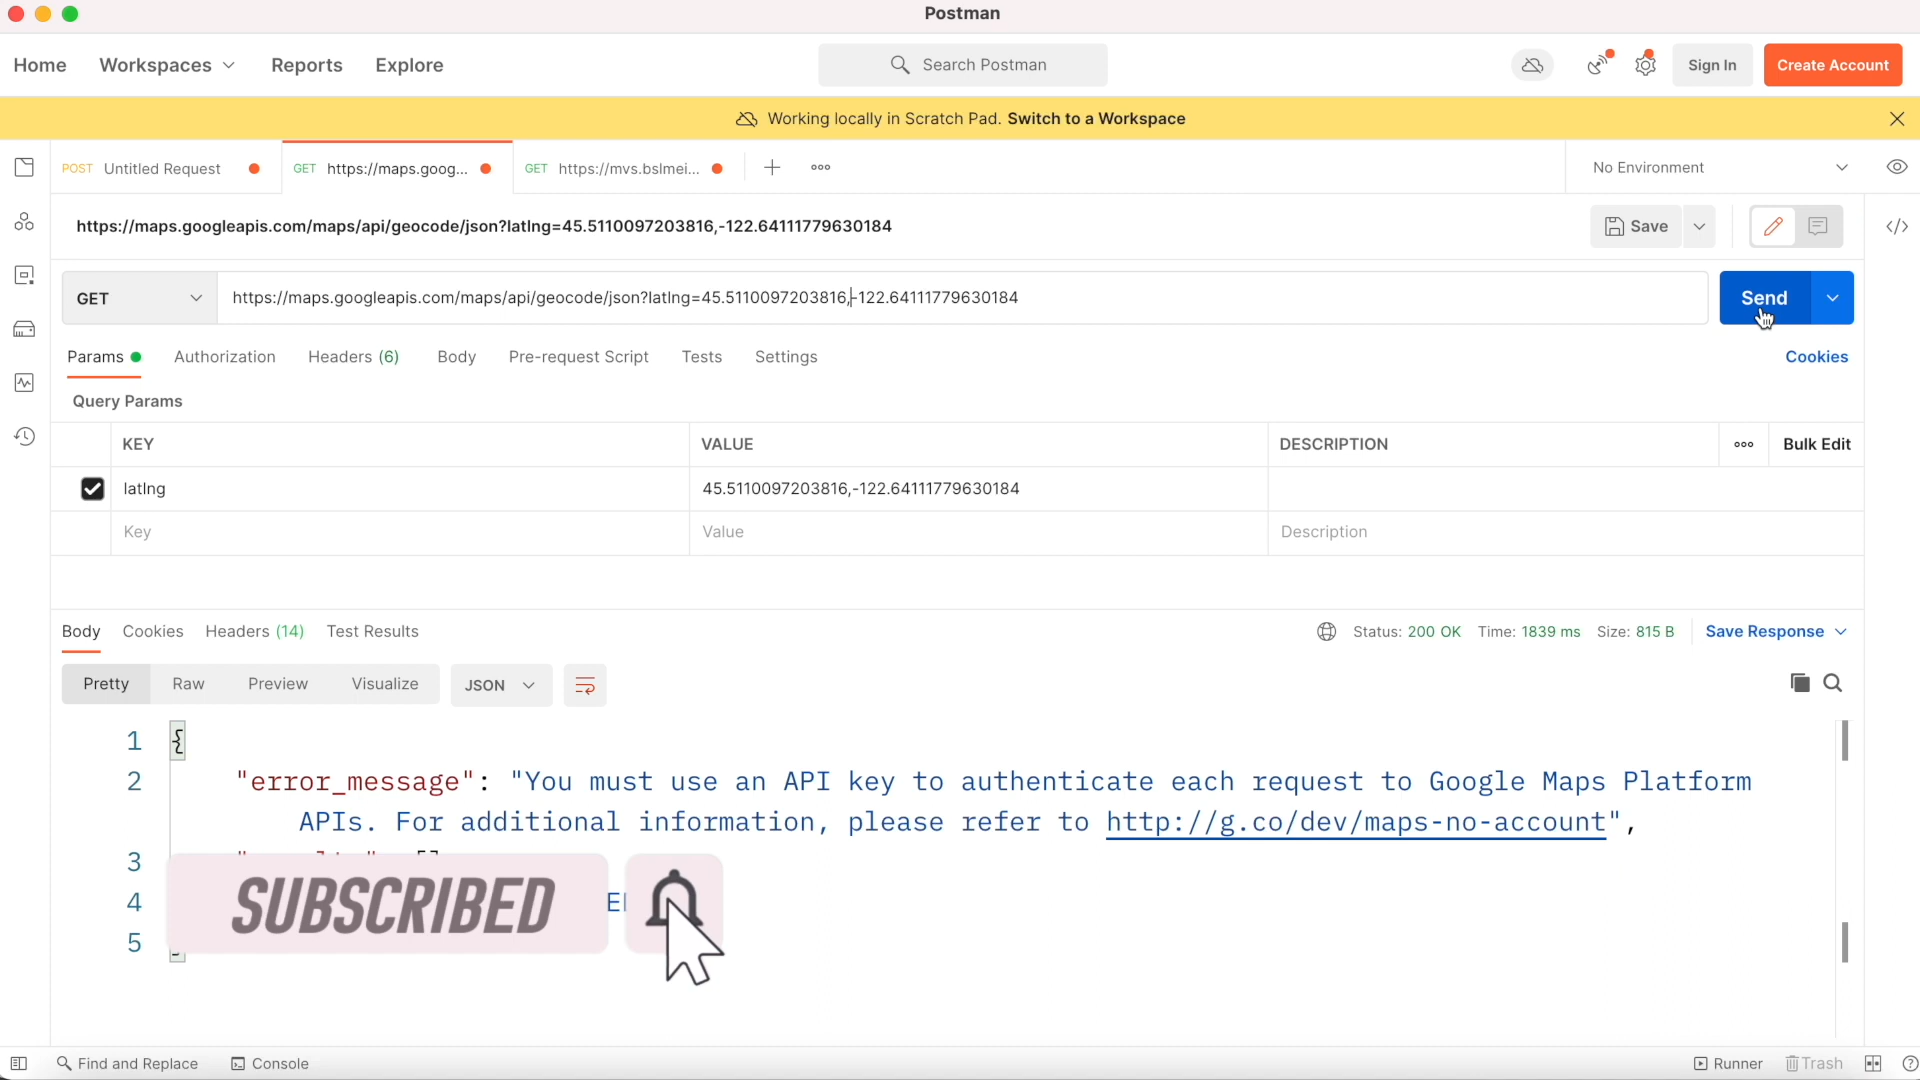 Postman
Home Workspaces Reports Explore Search Postman Sign In Create Account
Working locally in Scratch Pad. Switch to a Workspace
POST Untitled Request GET https://maps.goog... GET https://mvs.bslmei... No Environment
https://maps.googleapis.com/maps/api/geocode/json?latlng=45.5110097203816,-122.64111779630184 Save
GET https://maps.googleapis.com/maps/api/geocode/json?latlng=45.5110097203816,-122.64111779630184 Send
Params Authorization Headers (6) Body Pre-request Script Tests Settings Cookies
Query Params
KEY VALUE DESCRIPTION Bulk Edit
latlng 45.5110097203816,-122.64111779630184
Key Value Description
Body Cookies Headers (14) Test Results Status: 200 OK Time: 1839 ms Size: 815 B Save Response
Pretty Raw Preview Visualize JSON
1 {
2 "error_message": "You must use an API key to authenticate each request to Google Maps Platform
APIs. For additional information, please refer to http://g.co/dev/maps-no-account",
3
4
SUBSCRIBED
5
Find and Replace Console Runner Trash